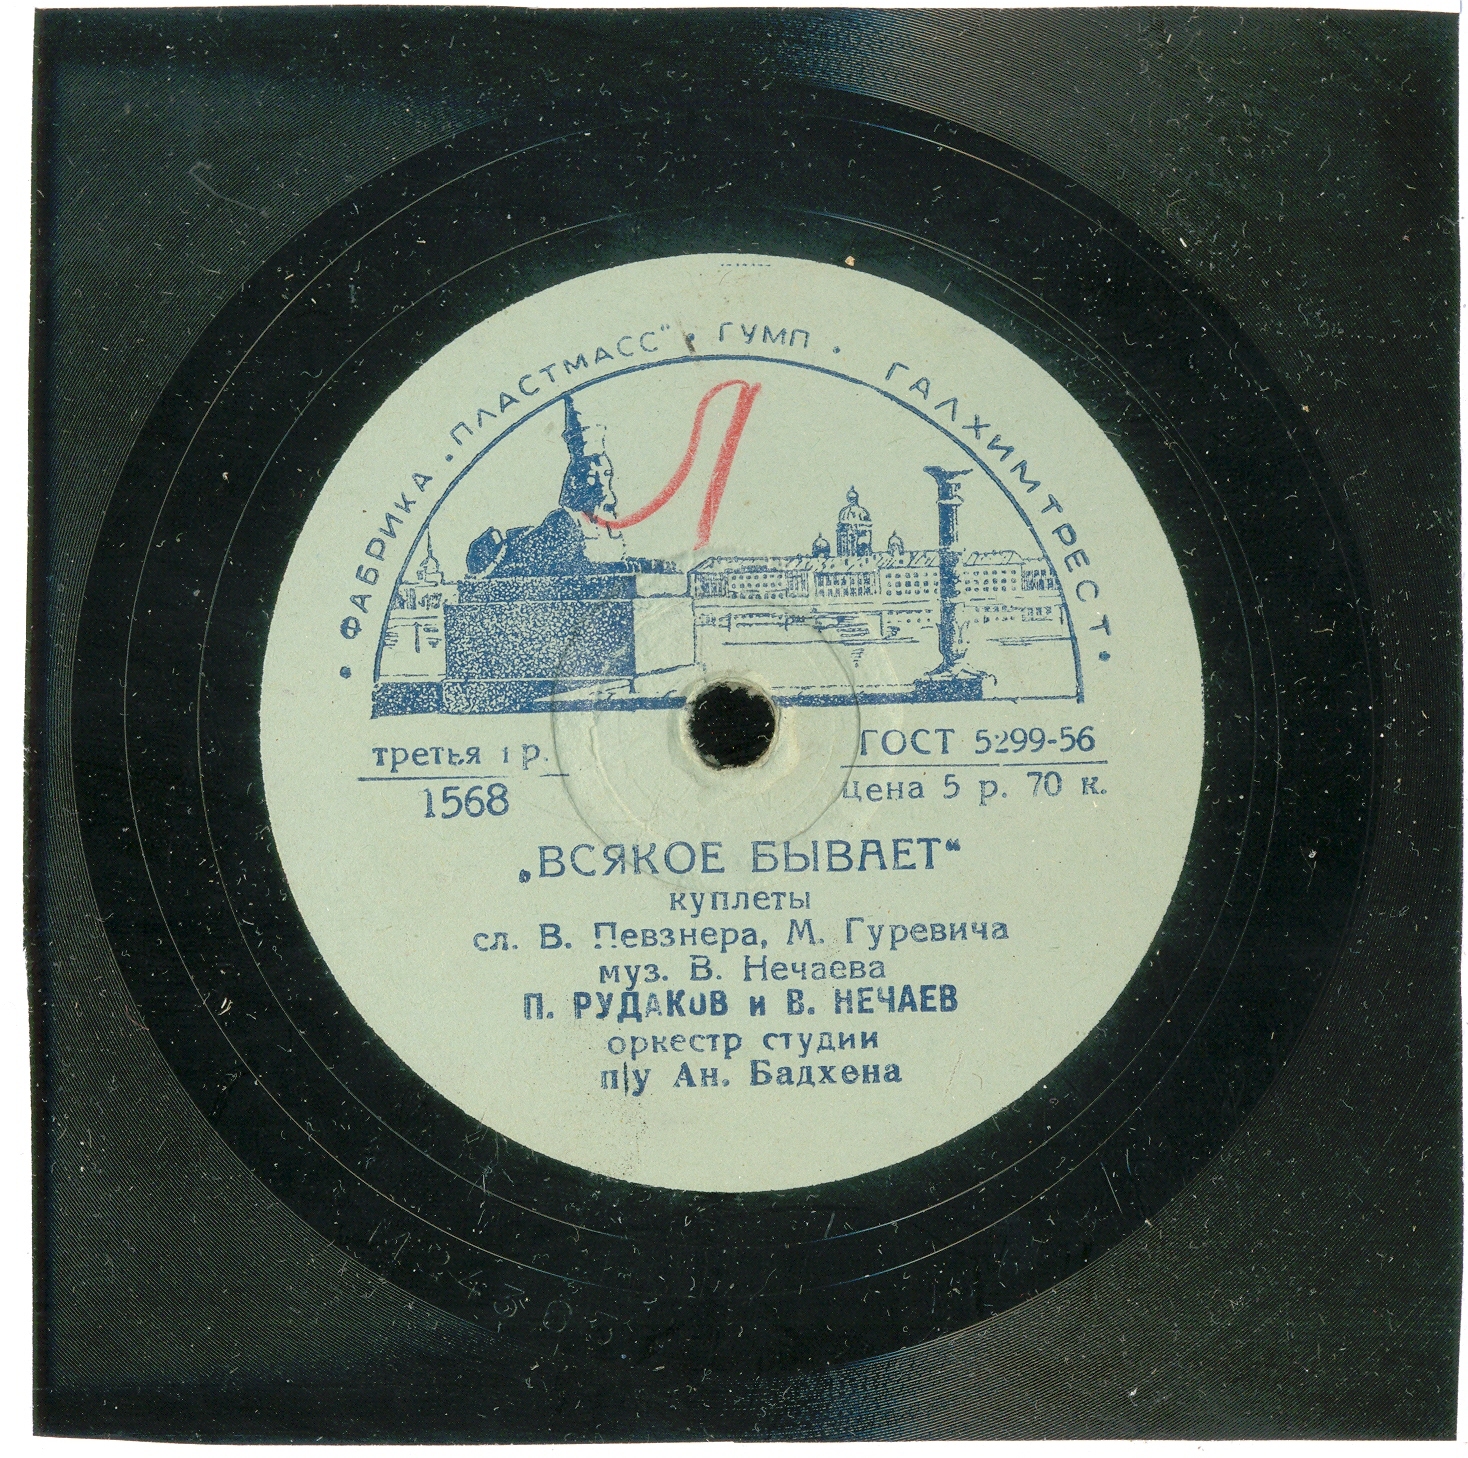 • ФАБРИКА „ПЛАСТМАСС“ • ГУМП • ГАЛХИМТРЕСТ •
Л
третья гр.
1568
ГОСТ 5299-56
цена 5 р. 70 к.
„ВСЯКОЕ БЫВАЕТ“
куплеты
сл. В. Певзнера, М. Гуревича
муз. В. Нечаева
П. РУДАКОВ и В. НЕЧАЕВ
оркестр студии
п/у Ан. Бадхена